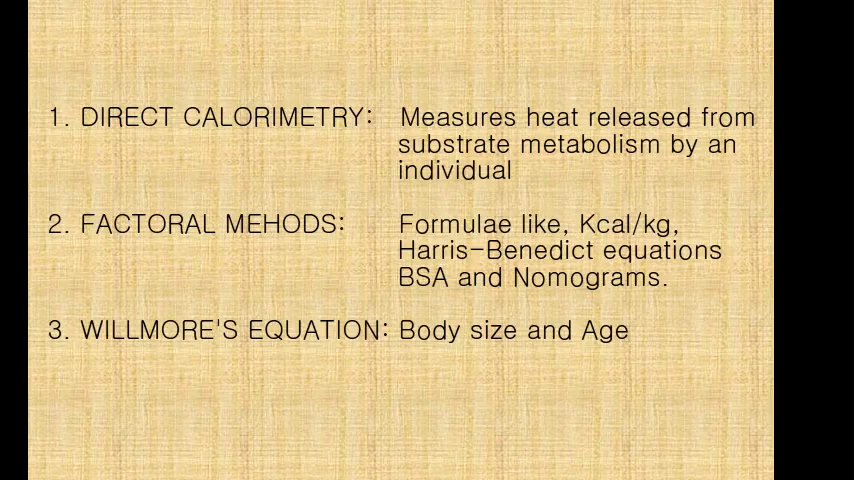 1. DIRECT CALORIMETRY: Measures heat released from
substrate metabolism by an
individual
2. FACTORAL MEHODS: Formulae like, Kcal/kg,
Harris-Benedict equations
BSA and Nomograms.
3. WILLMORE'S EQUATION: Body size and Age